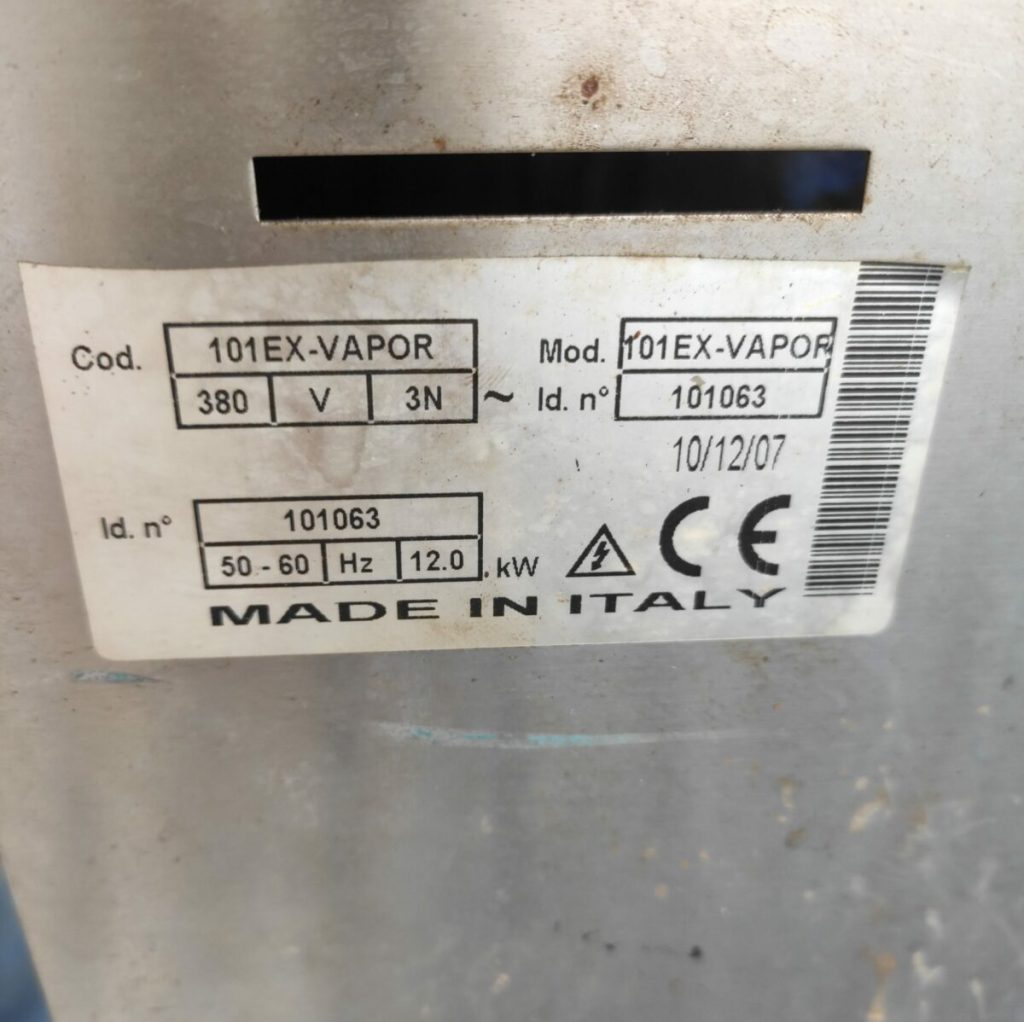 Cod. 101EX-VAPOR Mod. 101EX-VAPOR
380 V 3N ~ Id. n° 101063
10/12/07
Id. n° 101063
50 - 60 Hz 12.0 . kW CE
MADE IN ITALY